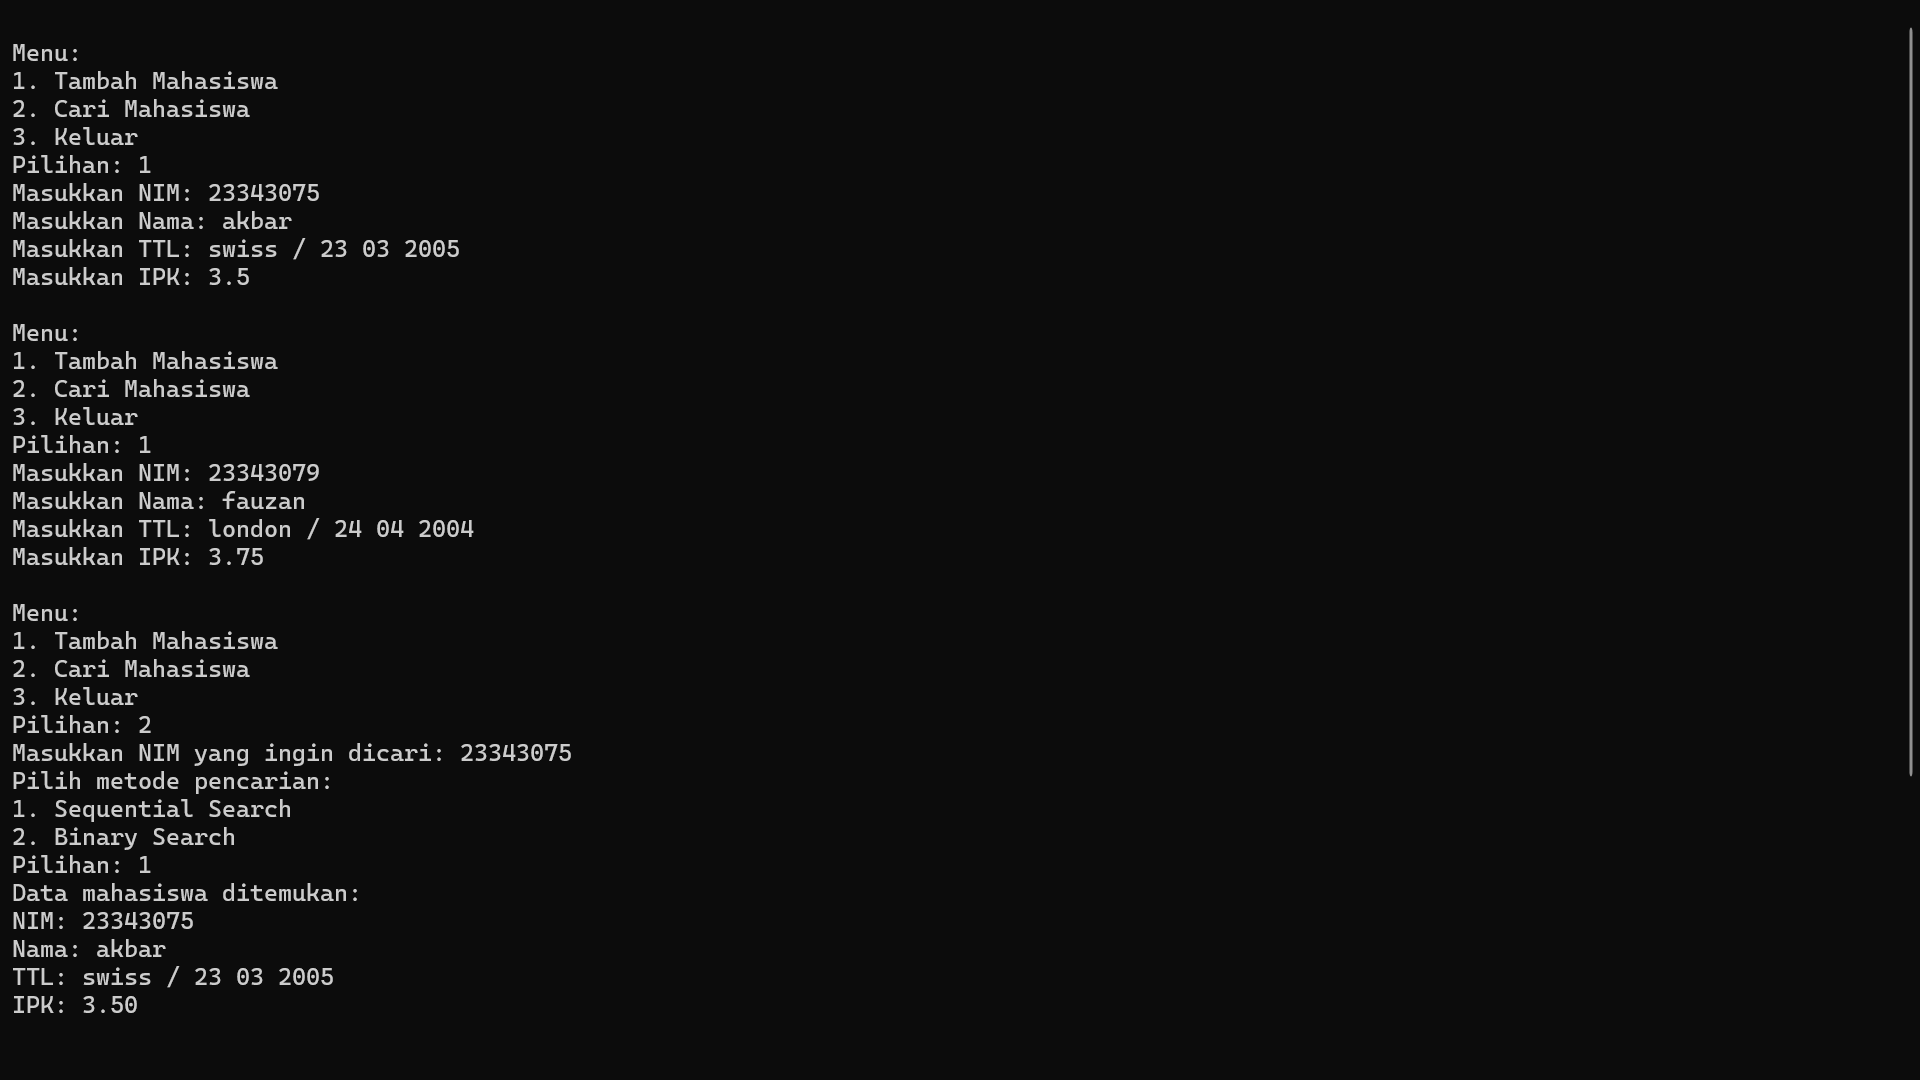 Menu:
1. Tambah Mahasiswa
2. Cari Mahasiswa
3. Keluar
Pilihan: 1
Masukkan NIM: 23343075
Masukkan Nama: akbar
Masukkan TTL: swiss / 23 03 2005
Masukkan IPK: 3.5

Menu:
1. Tambah Mahasiswa
2. Cari Mahasiswa
3. Keluar
Pilihan: 1
Masukkan NIM: 23343079
Masukkan Nama: fauzan
Masukkan TTL: london / 24 04 2004
Masukkan IPK: 3.75

Menu:
1. Tambah Mahasiswa
2. Cari Mahasiswa
3. Keluar
Pilihan: 2
Masukkan NIM yang ingin dicari: 23343075
Pilih metode pencarian:
1. Sequential Search
2. Binary Search
Pilihan: 1
Data mahasiswa ditemukan:
NIM: 23343075
Nama: akbar
TTL: swiss / 23 03 2005
IPK: 3.50